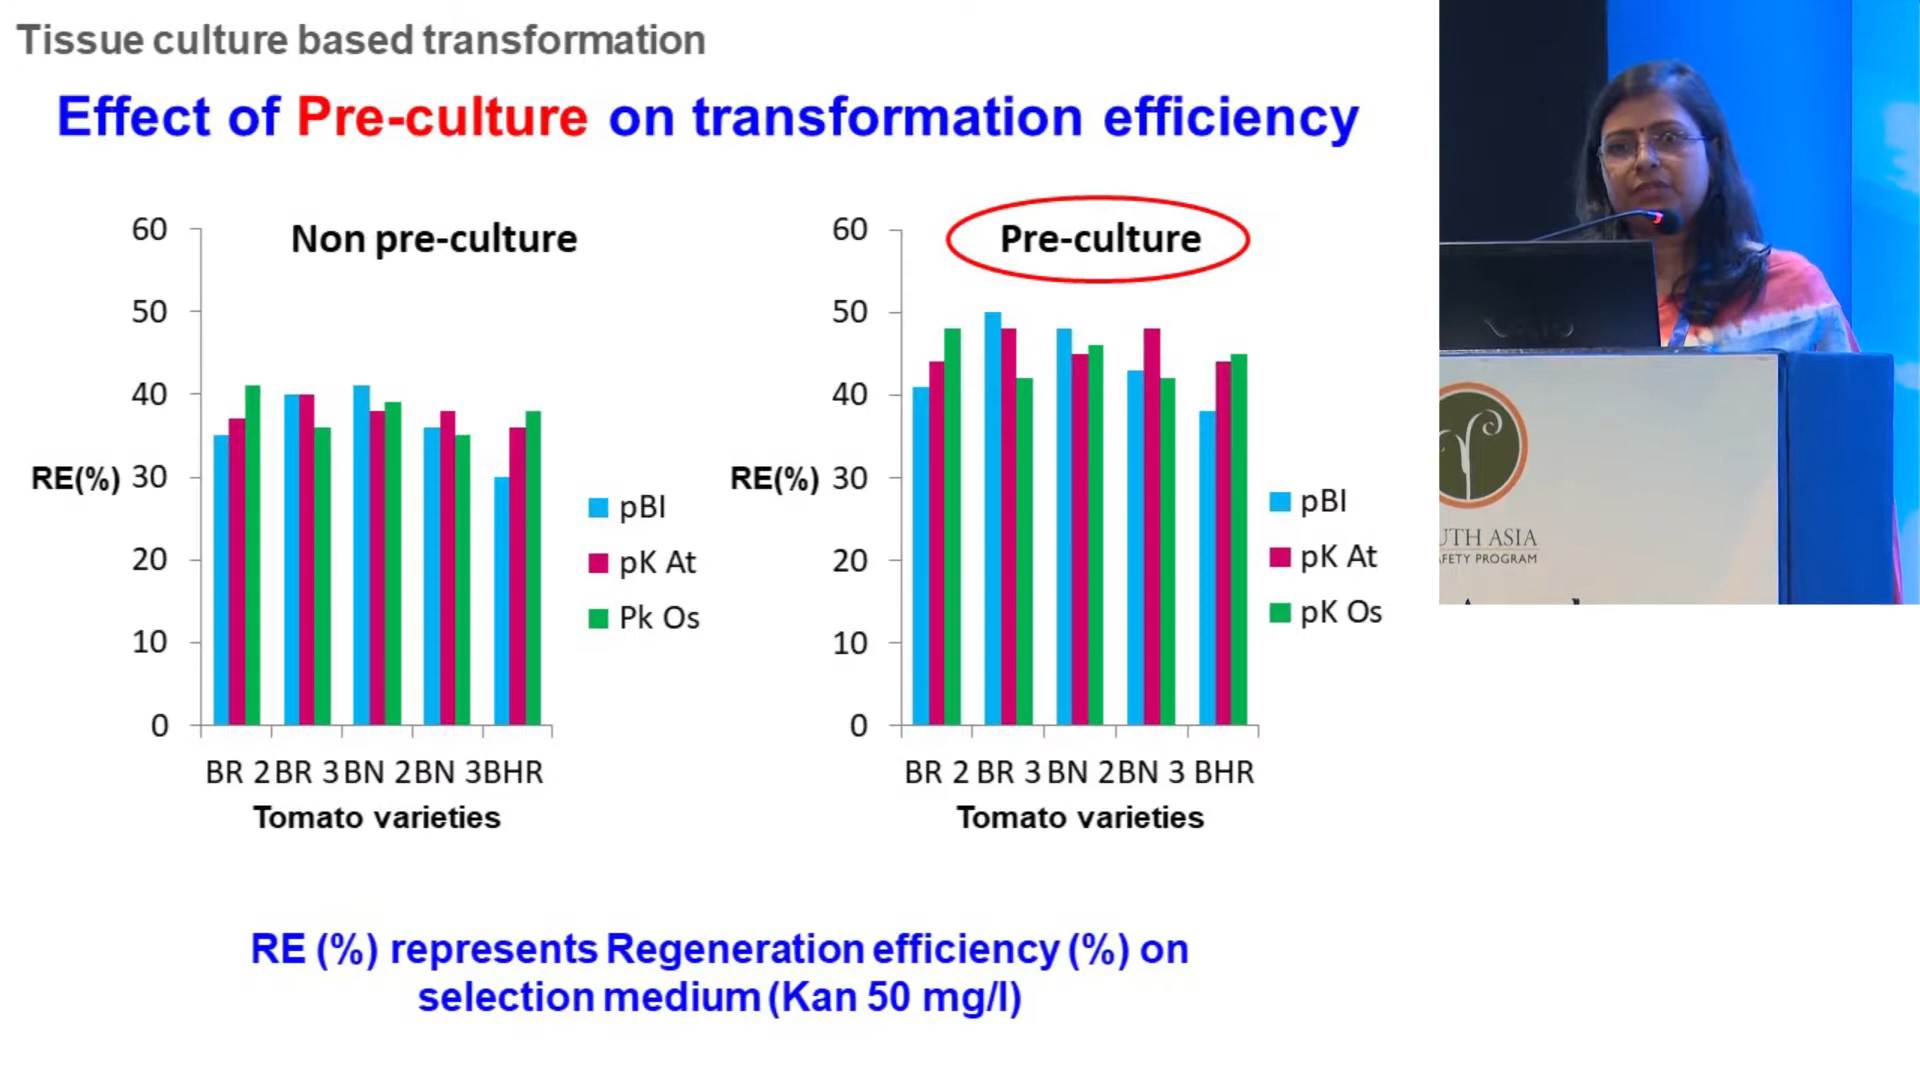 Tissue culture based transformation
Effect of Pre-culture on transformation efficiency
Non pre-culture
60
50
40
RE(%) 30
20
10
0
BR 2 BR 3 BN 2 BN 3 BHR
Tomato varieties
pBI
pK At
Pk Os
Pre-culture
60
50
40
RE(%) 30
20
10
0
BR 2 BR 3 BN 2 BN 3 BHR
Tomato varieties
pBI
pK At
pK Os
RE (%) represents Regeneration efficiency (%) on
selection medium (Kan 50 mg/l)
UTH ASIA
AFETY PROGRAM